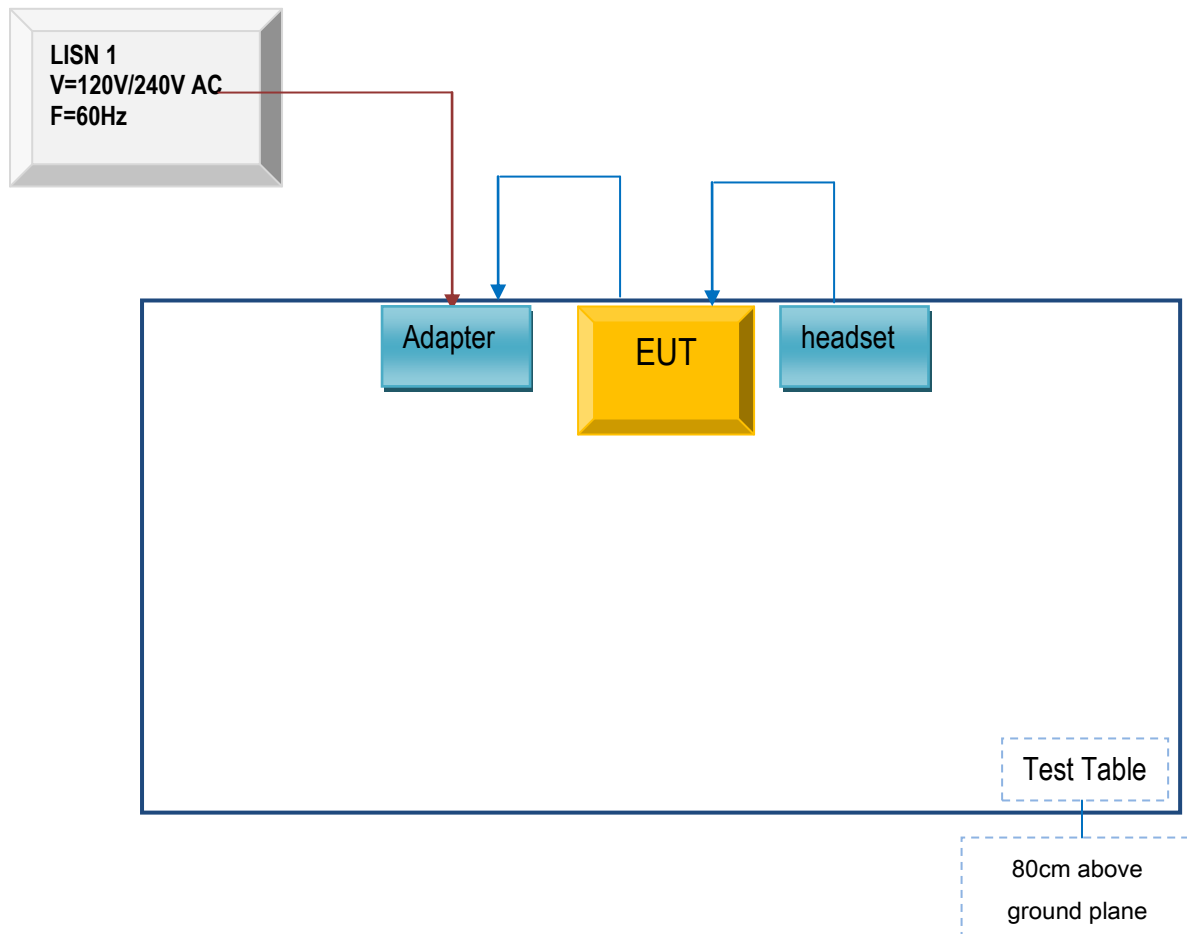 LISN 1
V=120V/240V AC
F=60Hz
Adapter
EUT
headset
Test Table
80cm above
ground plane